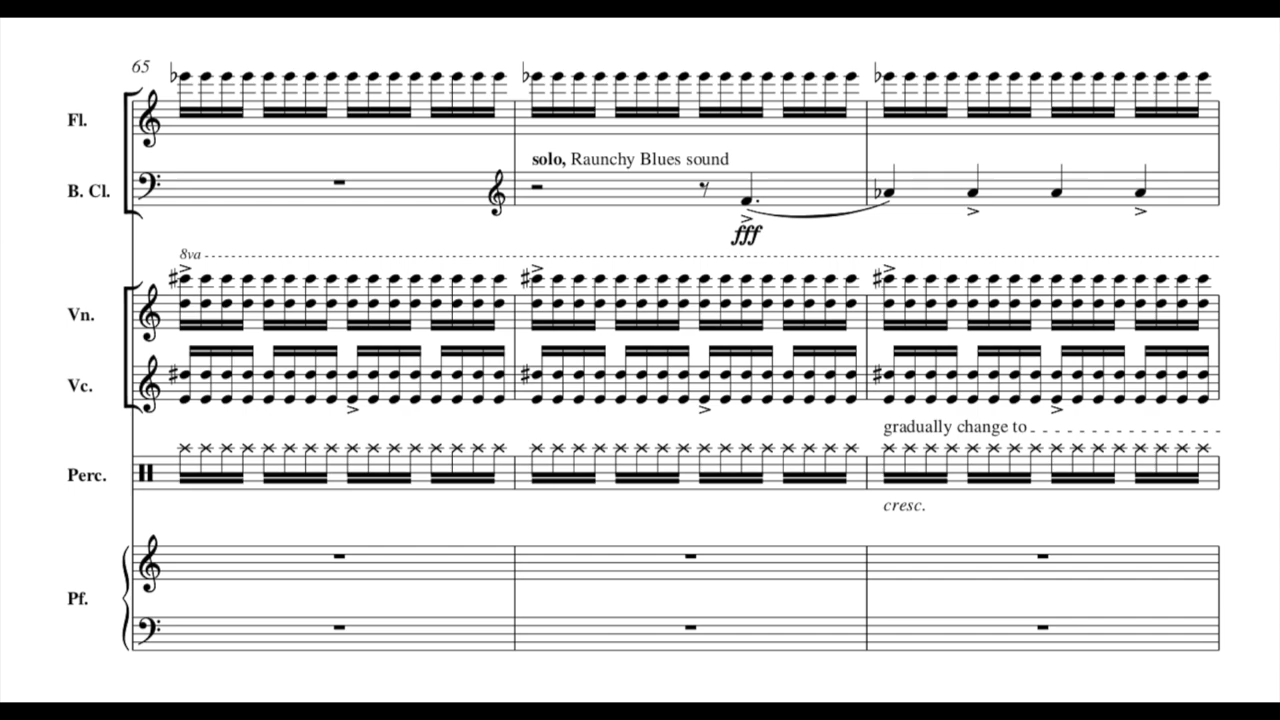 65
Fl.
solo, Raunchy Blues sound
B. Cl.
fff
8va
Vn.
Vc.
gradually change to
Perc.
cresc.
Pf.